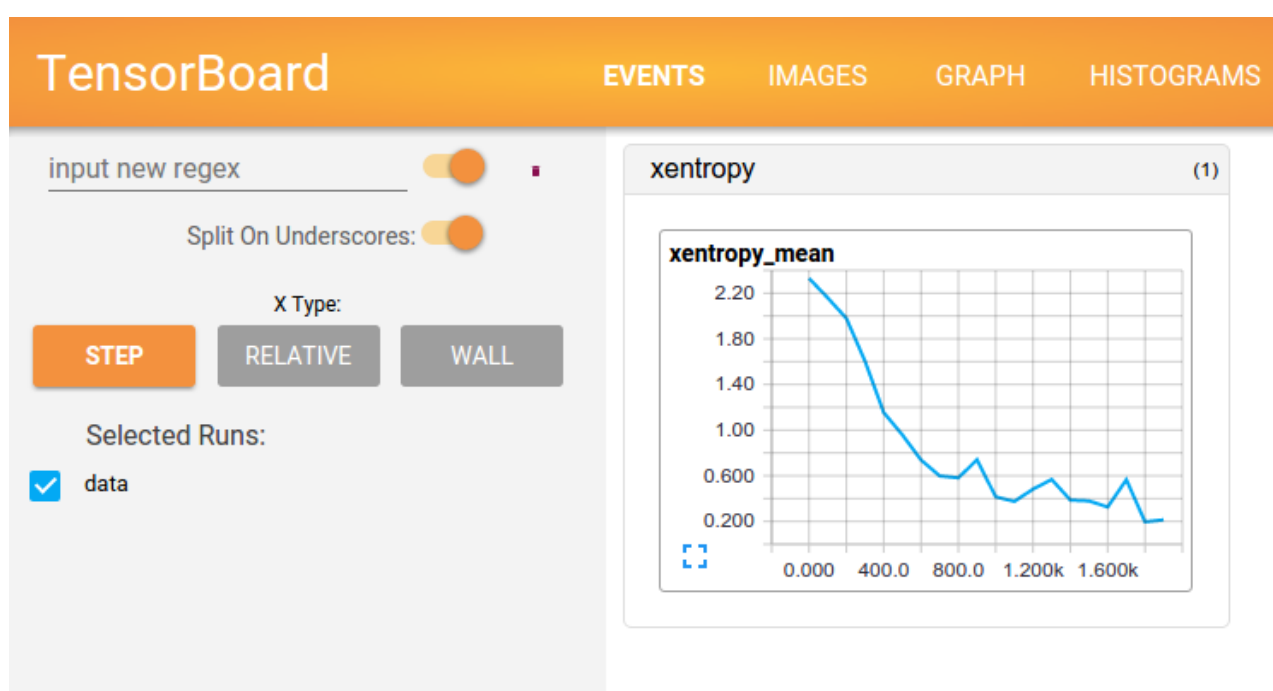 TensorBoard EVENTS IMAGES GRAPH HISTOGRAMS
input new regex
Split On Underscores:
X Type:
STEP RELATIVE WALL
Selected Runs:
data
xentropy (1)
xentropy_mean
2.20
1.80
1.40
1.00
0.600
0.200
0.000 400.0 800.0 1.200k 1.600k